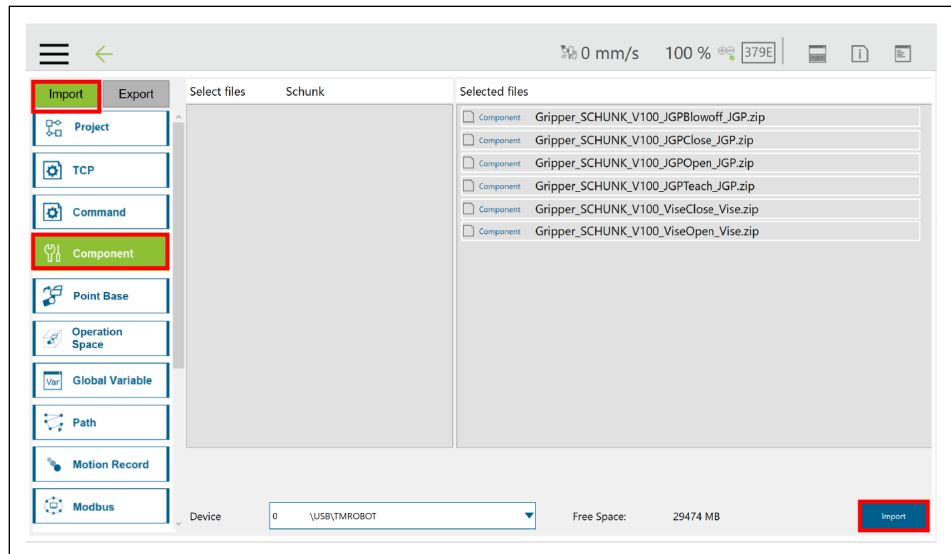 0 mm/s 100 % 379E
Import Export Select files Schunk Selected files
Project
TCP
Command
Component
Point Base
Operation
Space
Var Global Variable
Path
Motion Record
Modbus
Component Gripper_SCHUNK_V100_JGPBlowoff_JGP.zip
Component Gripper_SCHUNK_V100_JGPClose_JGP.zip
Component Gripper_SCHUNK_V100_JGPOpen_JGP.zip
Component Gripper_SCHUNK_V100_JGPTeach_JGP.zip
Component Gripper_SCHUNK_V100_ViseClose_Vise.zip
Component Gripper_SCHUNK_V100_ViseOpen_Vise.zip
Device 0 \USB\TMROBOT Free Space: 29474 MB Import